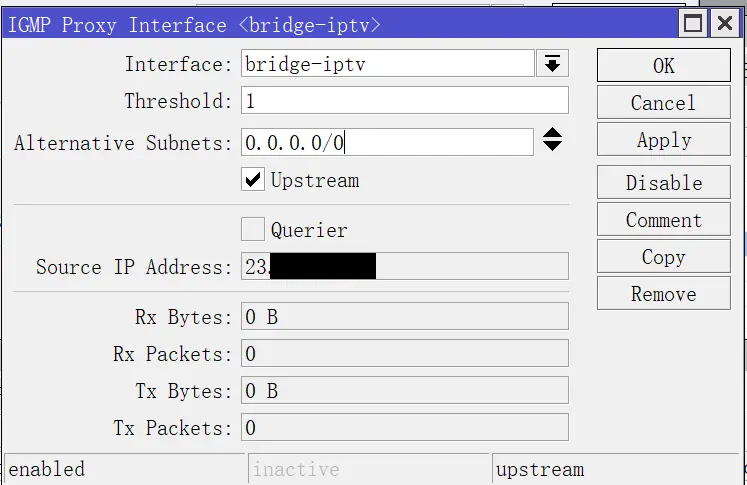 IGMP Proxy Interface <bridge-iptv>
Interface: bridge-iptv
OK
Threshold: 1
Cancel
Alternative Subnets: 0.0.0.0/0
Apply
Upstream
Disable
Querier
Comment
Source IP Address: 23.
Copy
Remove
Rx Bytes: 0 B
Rx Packets: 0
Tx Bytes: 0 B
Tx Packets: 0
enabled
inactive
upstream